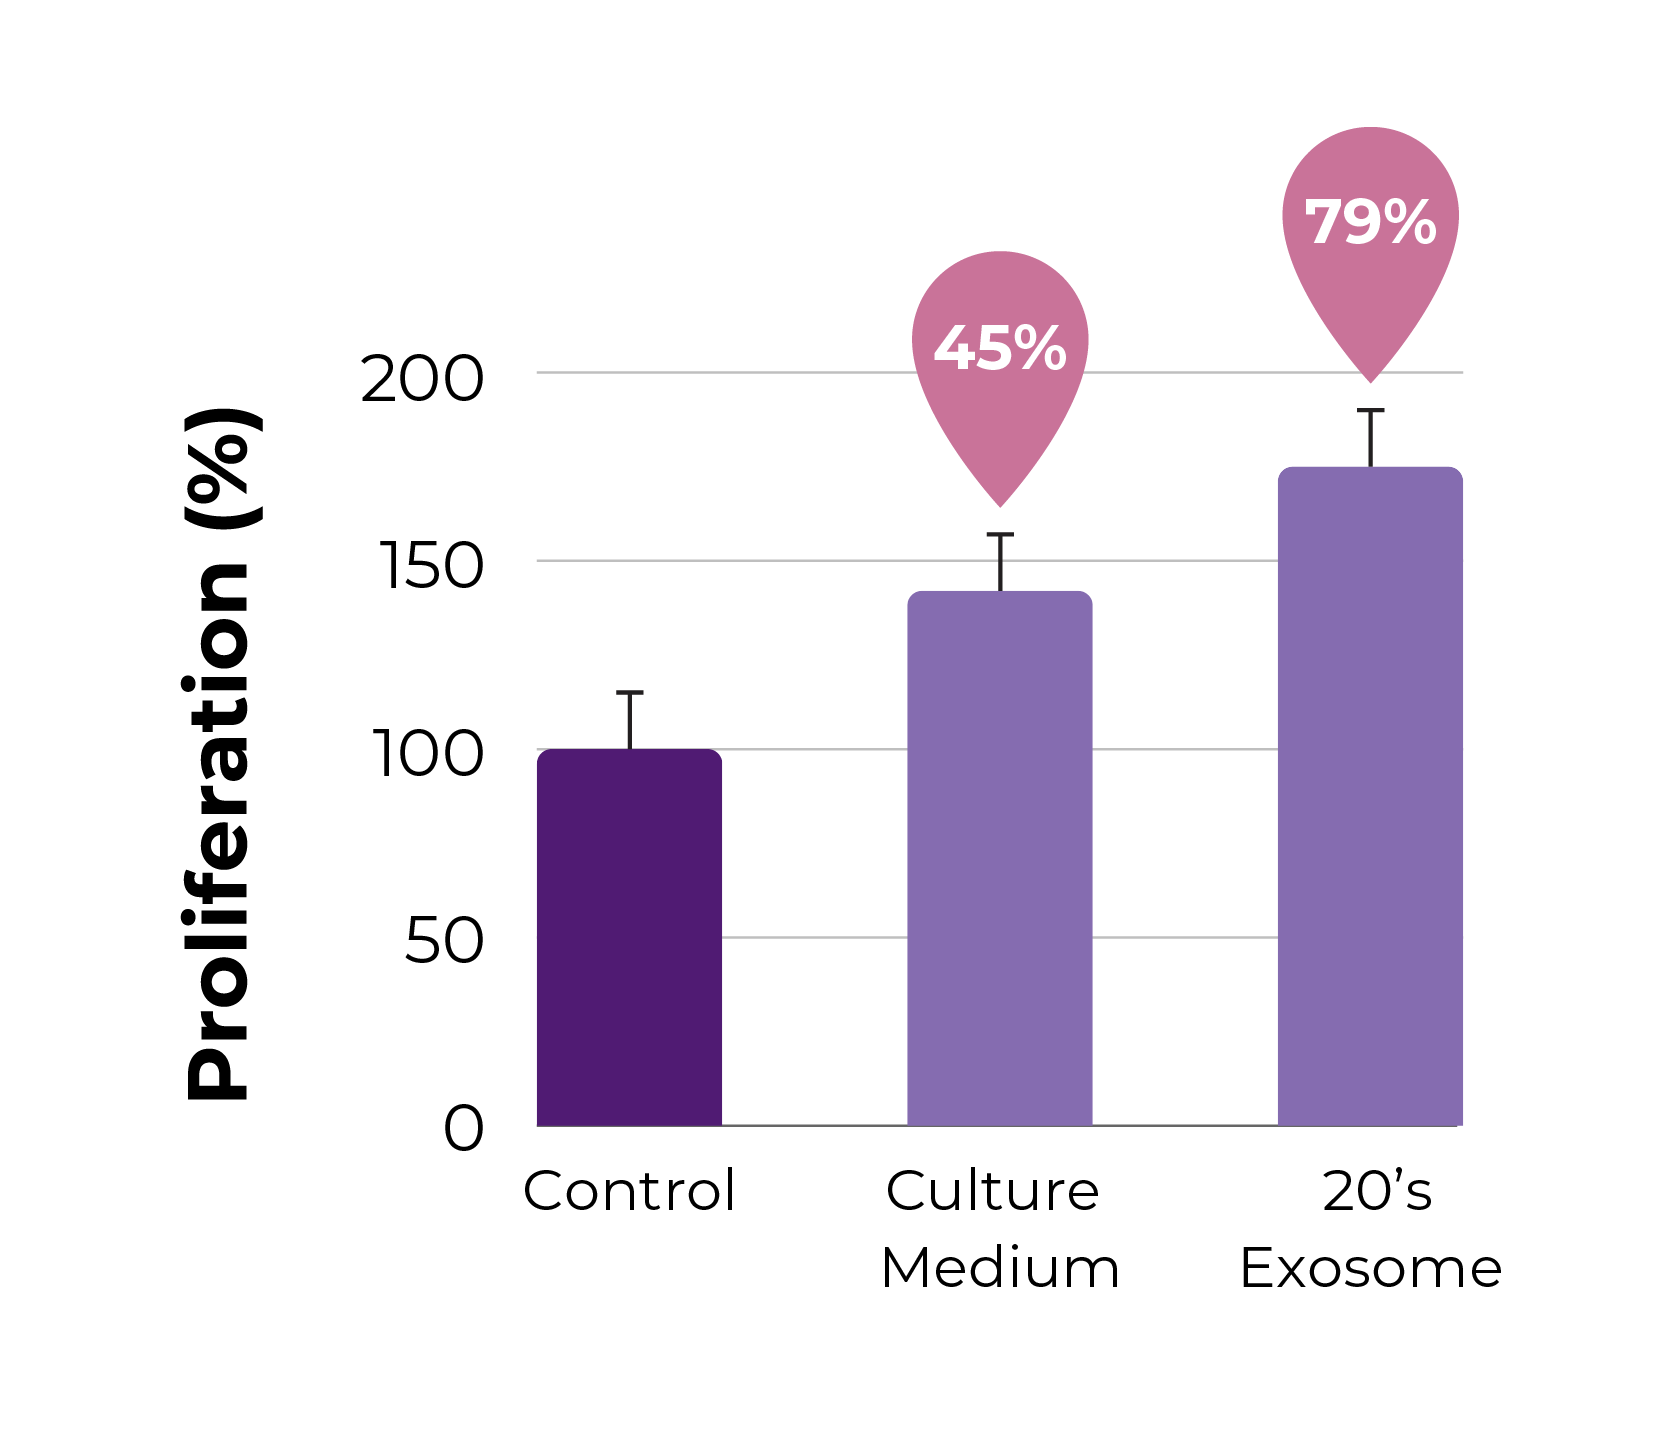 79%
45%
Proliferation (%)
200
150
100
50
0
Control
Culture
Medium
20’s
Exosome